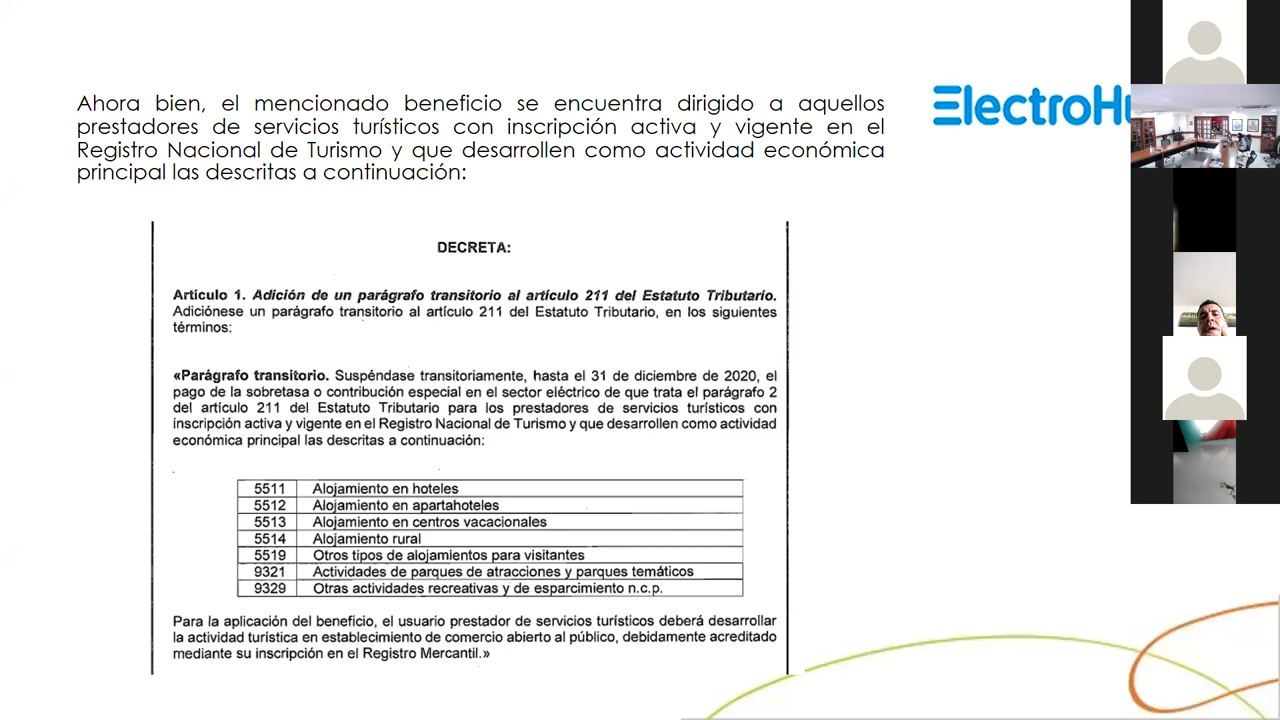 Ahora bien, el mencionado beneficio se encuentra dirigido a aquellos
prestadores de servicios turísticos con inscripción activa y vigente en el
Registro Nacional de Turismo y que desarrollen como actividad económica
principal las descritas a continuación:
ElectroHu
DECRETA:
Artículo 1. Adición de un parágrafo transitorio al artículo 211 del Estatuto Tributario.
Adiciónese un parágrafo transitorio al artículo 211 del Estatuto Tributario, en los siguientes
términos:
«Parágrafo transitorio. Suspéndase transitoriamente, hasta el 31 de diciembre de 2020, el
pago de la sobretasa o contribución especial en el sector eléctrico de que trata el parágrafo 2
del artículo 211 del Estatuto Tributario para los prestadores de servicios turísticos con
inscripción activa y vigente en el Registro Nacional de Turismo y que desarrollen como actividad
económica principal las descritas a continuación:
5511 Alojamiento en hoteles
5512 Alojamiento en apartahoteles
5513 Alojamiento en centros vacacionales
5514 Alojamiento rural
5519 Otros tipos de alojamientos para visitantes
9321 Actividades de parques de atracciones y parques temáticos
9329 Otras actividades recreativas y de esparcimiento n.c.p.
Para la aplicación del beneficio, el usuario prestador de servicios turísticos deberá desarrollar
la actividad turística en establecimiento de comercio abierto al público, debidamente acreditado
mediante su inscripción en el Registro Mercantil.»